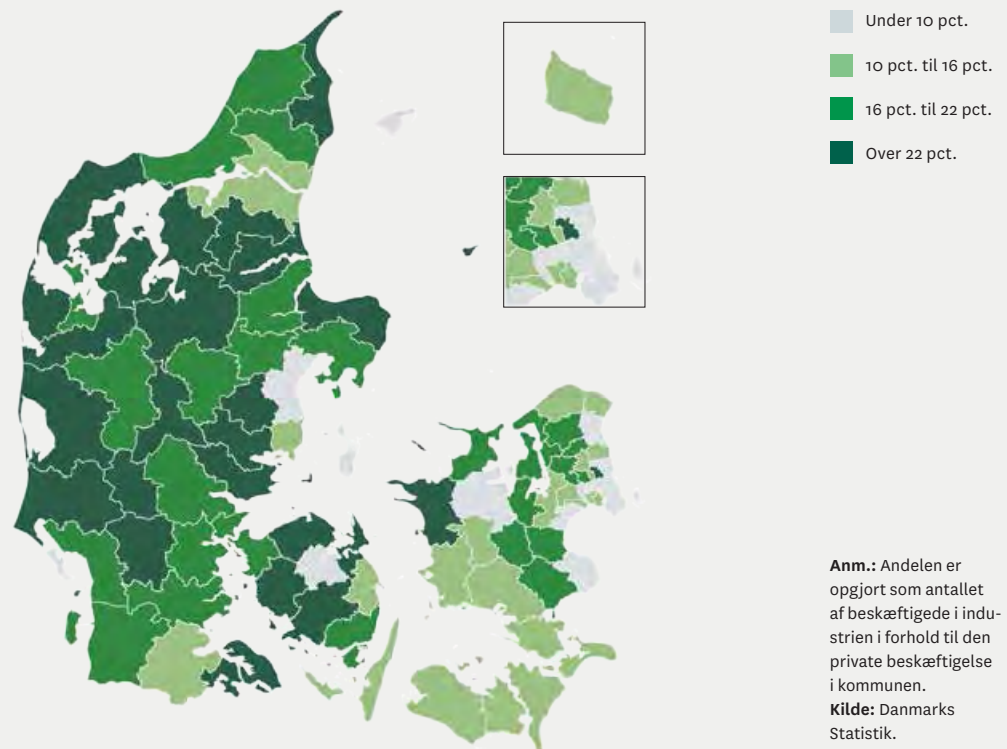 Under 10 pct.
10 pct. til 16 pct.
16 pct. til 22 pct.
Over 22 pct.
Anm.: Andelen er
opgjort som antallet
af beskæftigede i indu-
strien i forhold til den
private beskæftigelse
i kommunen.
Kilde: Danmarks
Statistik.